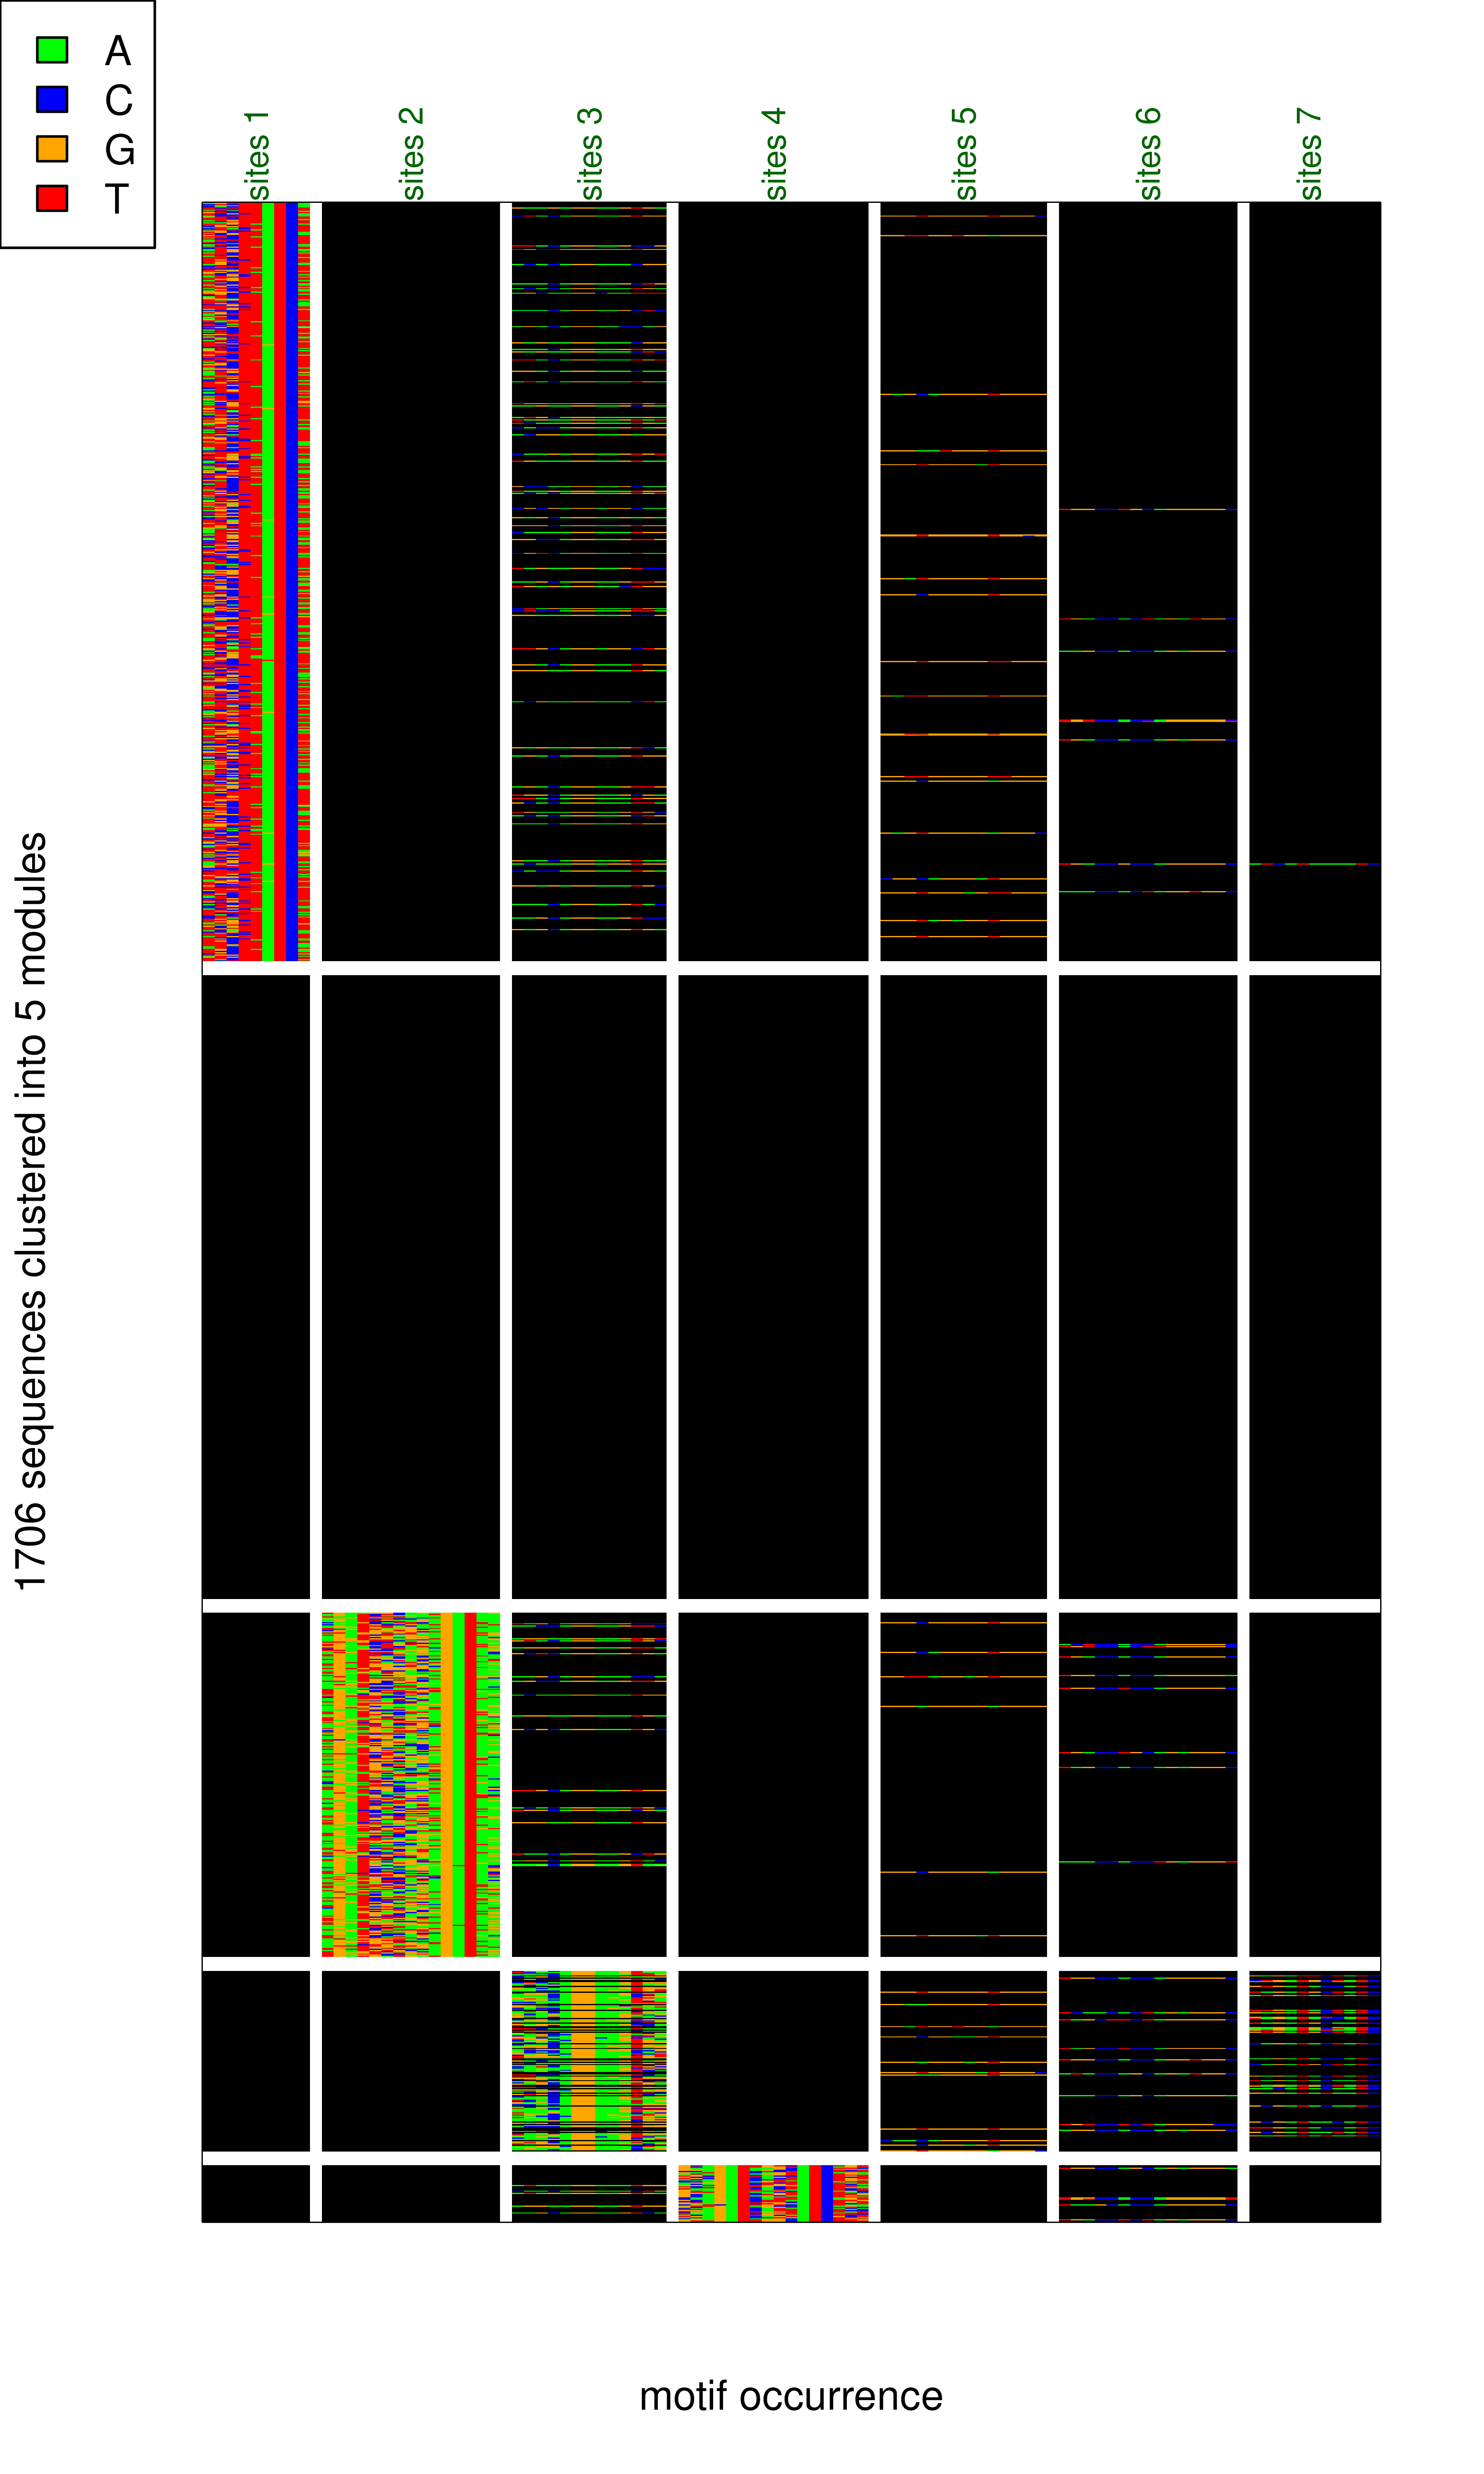 A
C
G
T
sites 1
sites 2
sites 3
sites 4
sites 5
sites 6
sites 7
1706 sequences clustered into 5 modules
motif occurrence